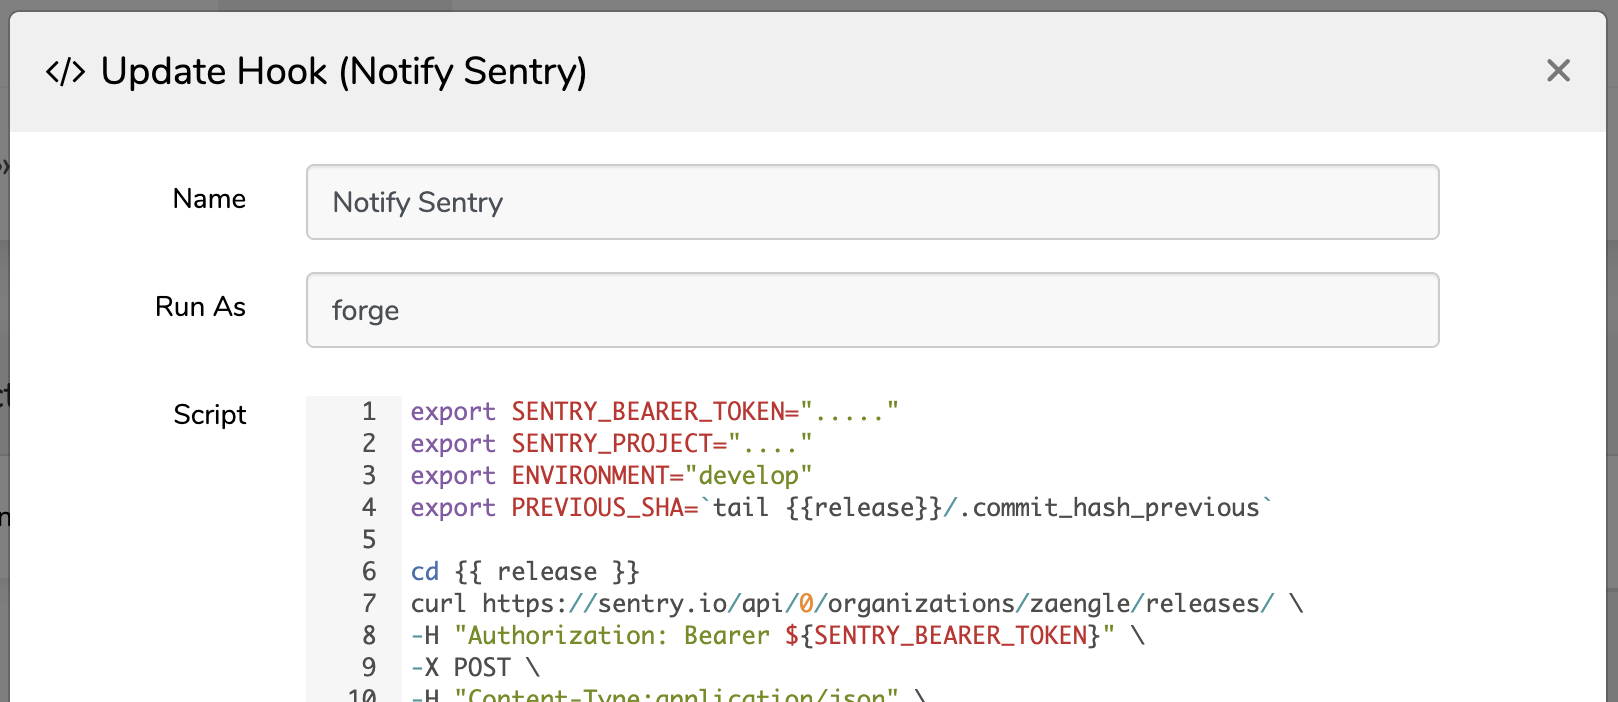 </> Update Hook (Notify Sentry)
Name
Notify Sentry
Run As
forge
Script
1 export SENTRY_BEARER_TOKEN="....."
2 export SENTRY_PROJECT="...."
3 export ENVIRONMENT="develop"
4 export PREVIOUS_SHA=`tail {{release}}/.commit_hash_previous`
5
6 cd {{ release }}
7 curl https://sentry.io/api/0/organizations/zaengle/releases/ \
8 -H "Authorization: Bearer ${SENTRY_BEARER_TOKEN}" \
9 -X POST \
10 -H "Content-Type:application/json" \